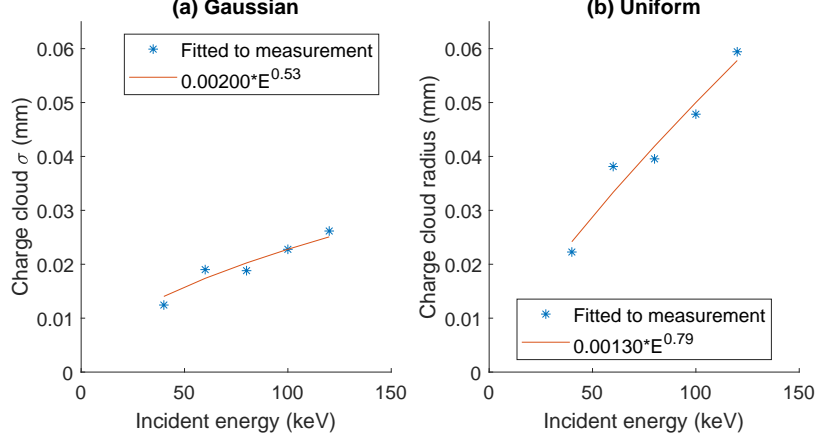 (a) Gaussian
0.06
0.05
0.04
0.03
0.02
0.01
0
Charge cloud σ (mm)
Fitted to measurement
0.00200*E^0.53
0 50 100 150
Incident energy (keV)
(b) Uniform
0.06
0.05
0.04
0.03
0.02
0.01
0
Charge cloud radius (mm)
Fitted to measurement
0.00130*E^0.79
0 50 100 150
Incident energy (keV)